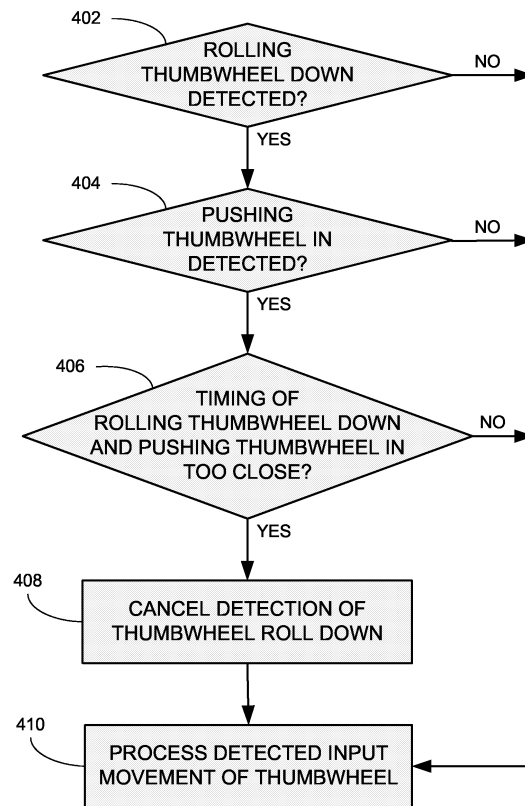 402
ROLLING
THUMBWHEEL DOWN
DETECTED?
NO
YES
404
PUSHING
THUMBWHEEL IN
DETECTED?
NO
YES
406
TIMING OF
ROLLING THUMBWHEEL DOWN
AND PUSHING THUMBWHEEL IN
TOO CLOSE?
NO
YES
408
CANCEL DETECTION OF
THUMBWHEEL ROLL DOWN
410
PROCESS DETECTED INPUT
MOVEMENT OF THUMBWHEEL